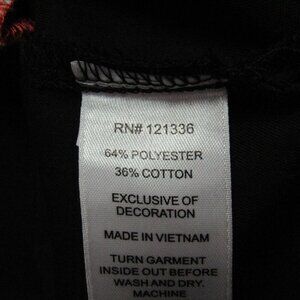 RN# 121336
64% POLYESTER
36% COTTON
EXCLUSIVE OF
DECORATION
MADE IN VIETNAM
TURN GARMENT
INSIDE OUT BEFORE
WASH AND DRY.
MACHINE